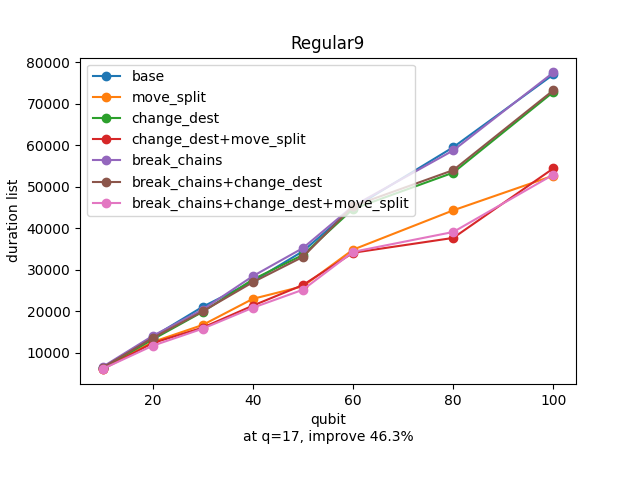 Regular9
base
move_split
change_dest
change_dest+move_split
break_chains
break_chains+change_dest
break_chains+change_dest+move_split
duration list
80000
70000
60000
50000
40000
30000
20000
10000
20
40
60
80
100
qubit
at q=17, improve 46.3%